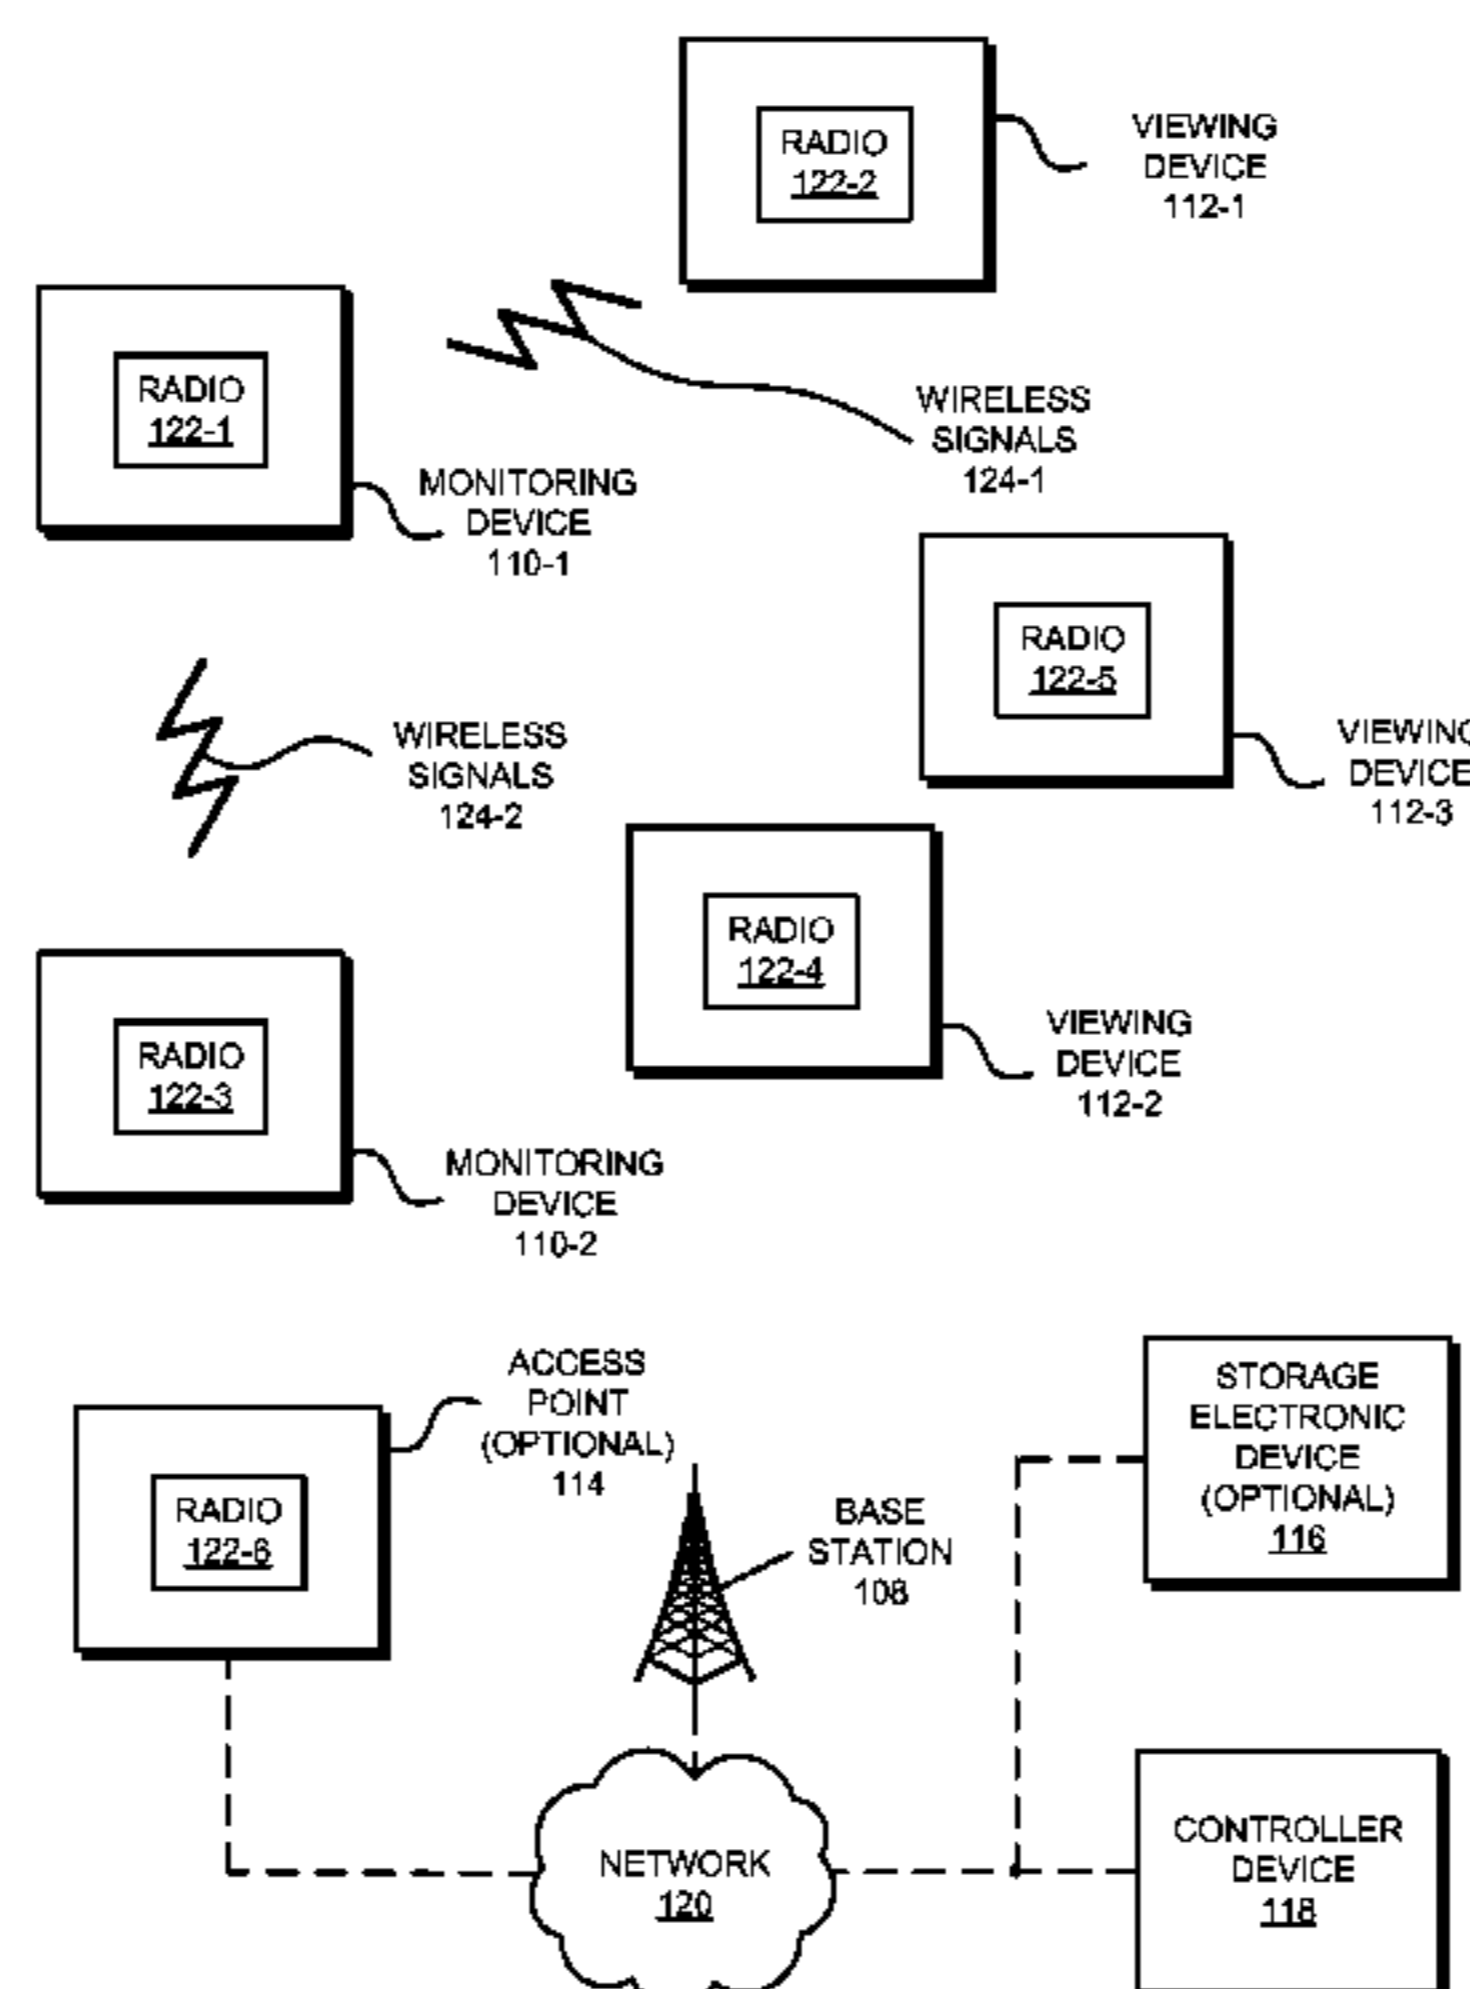 RADIO
122-2
VIEWING
DEVICE
112-1
RADIO
122-1
MONITORING
DEVICE
110-1
WIRELESS
SIGNALS
124-1
RADIO
122-5
VIEWING
DEVICE
112-3
WIRELESS
SIGNALS
124-2
RADIO
122-4
VIEWING
DEVICE
112-2
RADIO
122-3
MONITORING
DEVICE
110-2
ACCESS
POINT
(OPTIONAL)
114
RADIO
122-6
BASE
STATION
108
STORAGE
ELECTRONIC
DEVICE
(OPTIONAL)
116
NETWORK
120
CONTROLLER
DEVICE
118